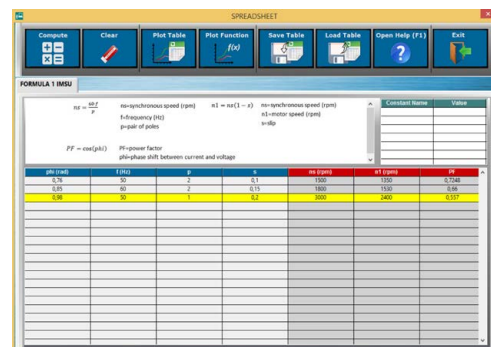 SPREADSHEET
Compute Clear Plot Table Plot Function Save Table Load Table Open Help (F1) Exit
f(x)
?
FORMULA 1 IMSU
ns = 60 f / p ns=synchronous speed (rpm) n1 = ns(1 − s) ns=synchronous speed (rpm)
f=frequency (Hz) n1=motor speed (rpm)
p=pair of poles s=slip
PF = cos(phi) PF=power factor
phi=phase shift between current and voltage
Constant Name Value
phi (rad) f (Hz) p s ns (rpm) n1 (rpm) PF
0,76 50 2 0,1 1500 1350 0,7248
0,85 60 2 0,15 1800 1530 0,66
0,98 50 1 0,2 3000 2400 0,557